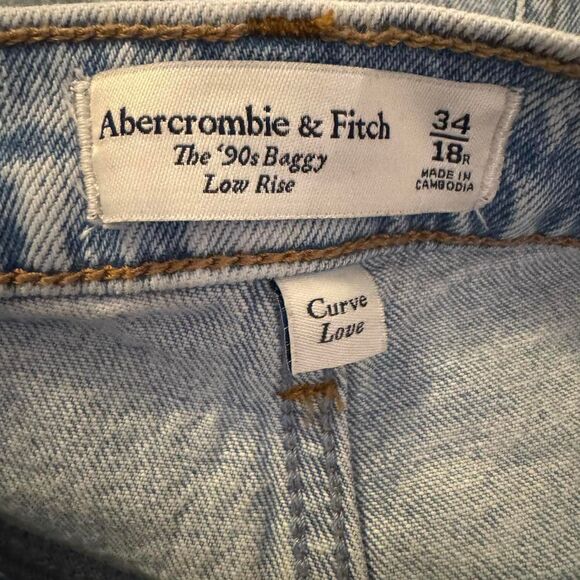 Abercrombie & Fitch
The '90s Baggy
Low Rise
34
18R
MADE IN
CAMBODIA
Curve
Love